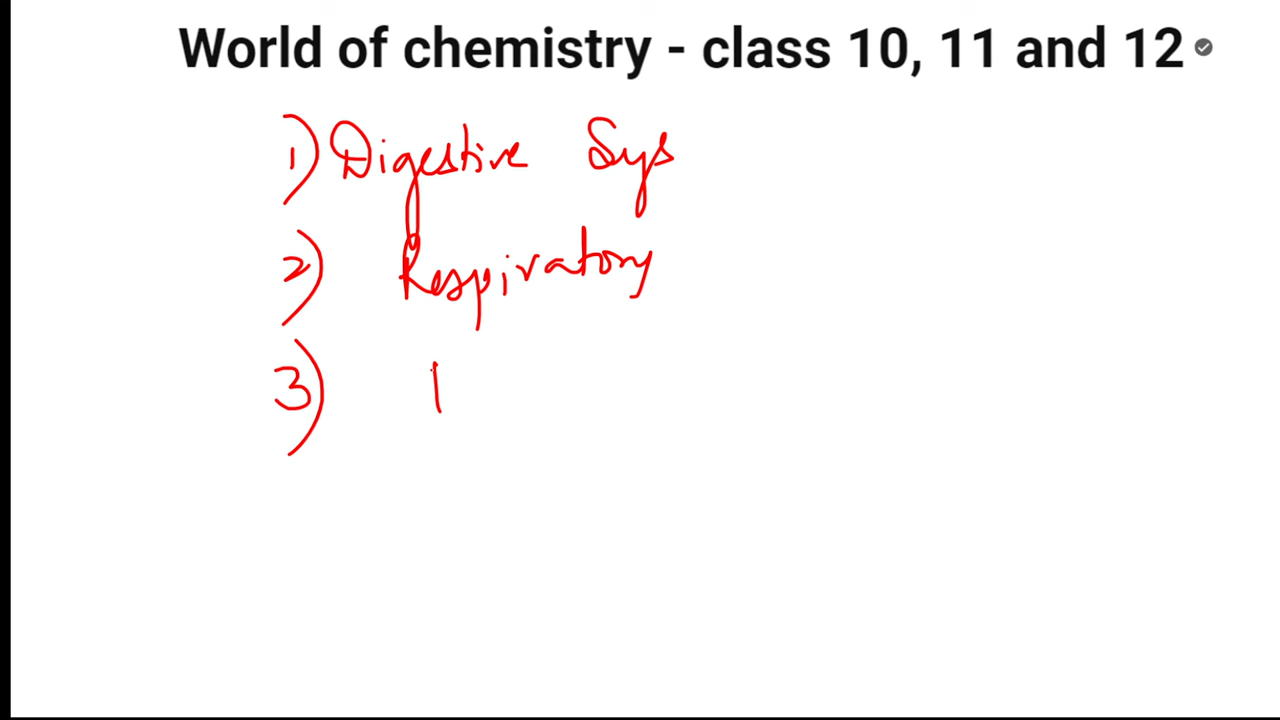 World of chemistry - class 10, 11 and 12
1) Digestive Sys
2) Respiratory
3)